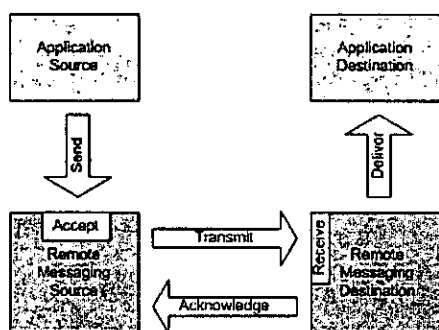 Application
Source
Application
Destination
Send
Deliver
Accept
Remote
Messaging
Source
Transmit
Acknowledge
Receive
Remote
Messaging
Destination